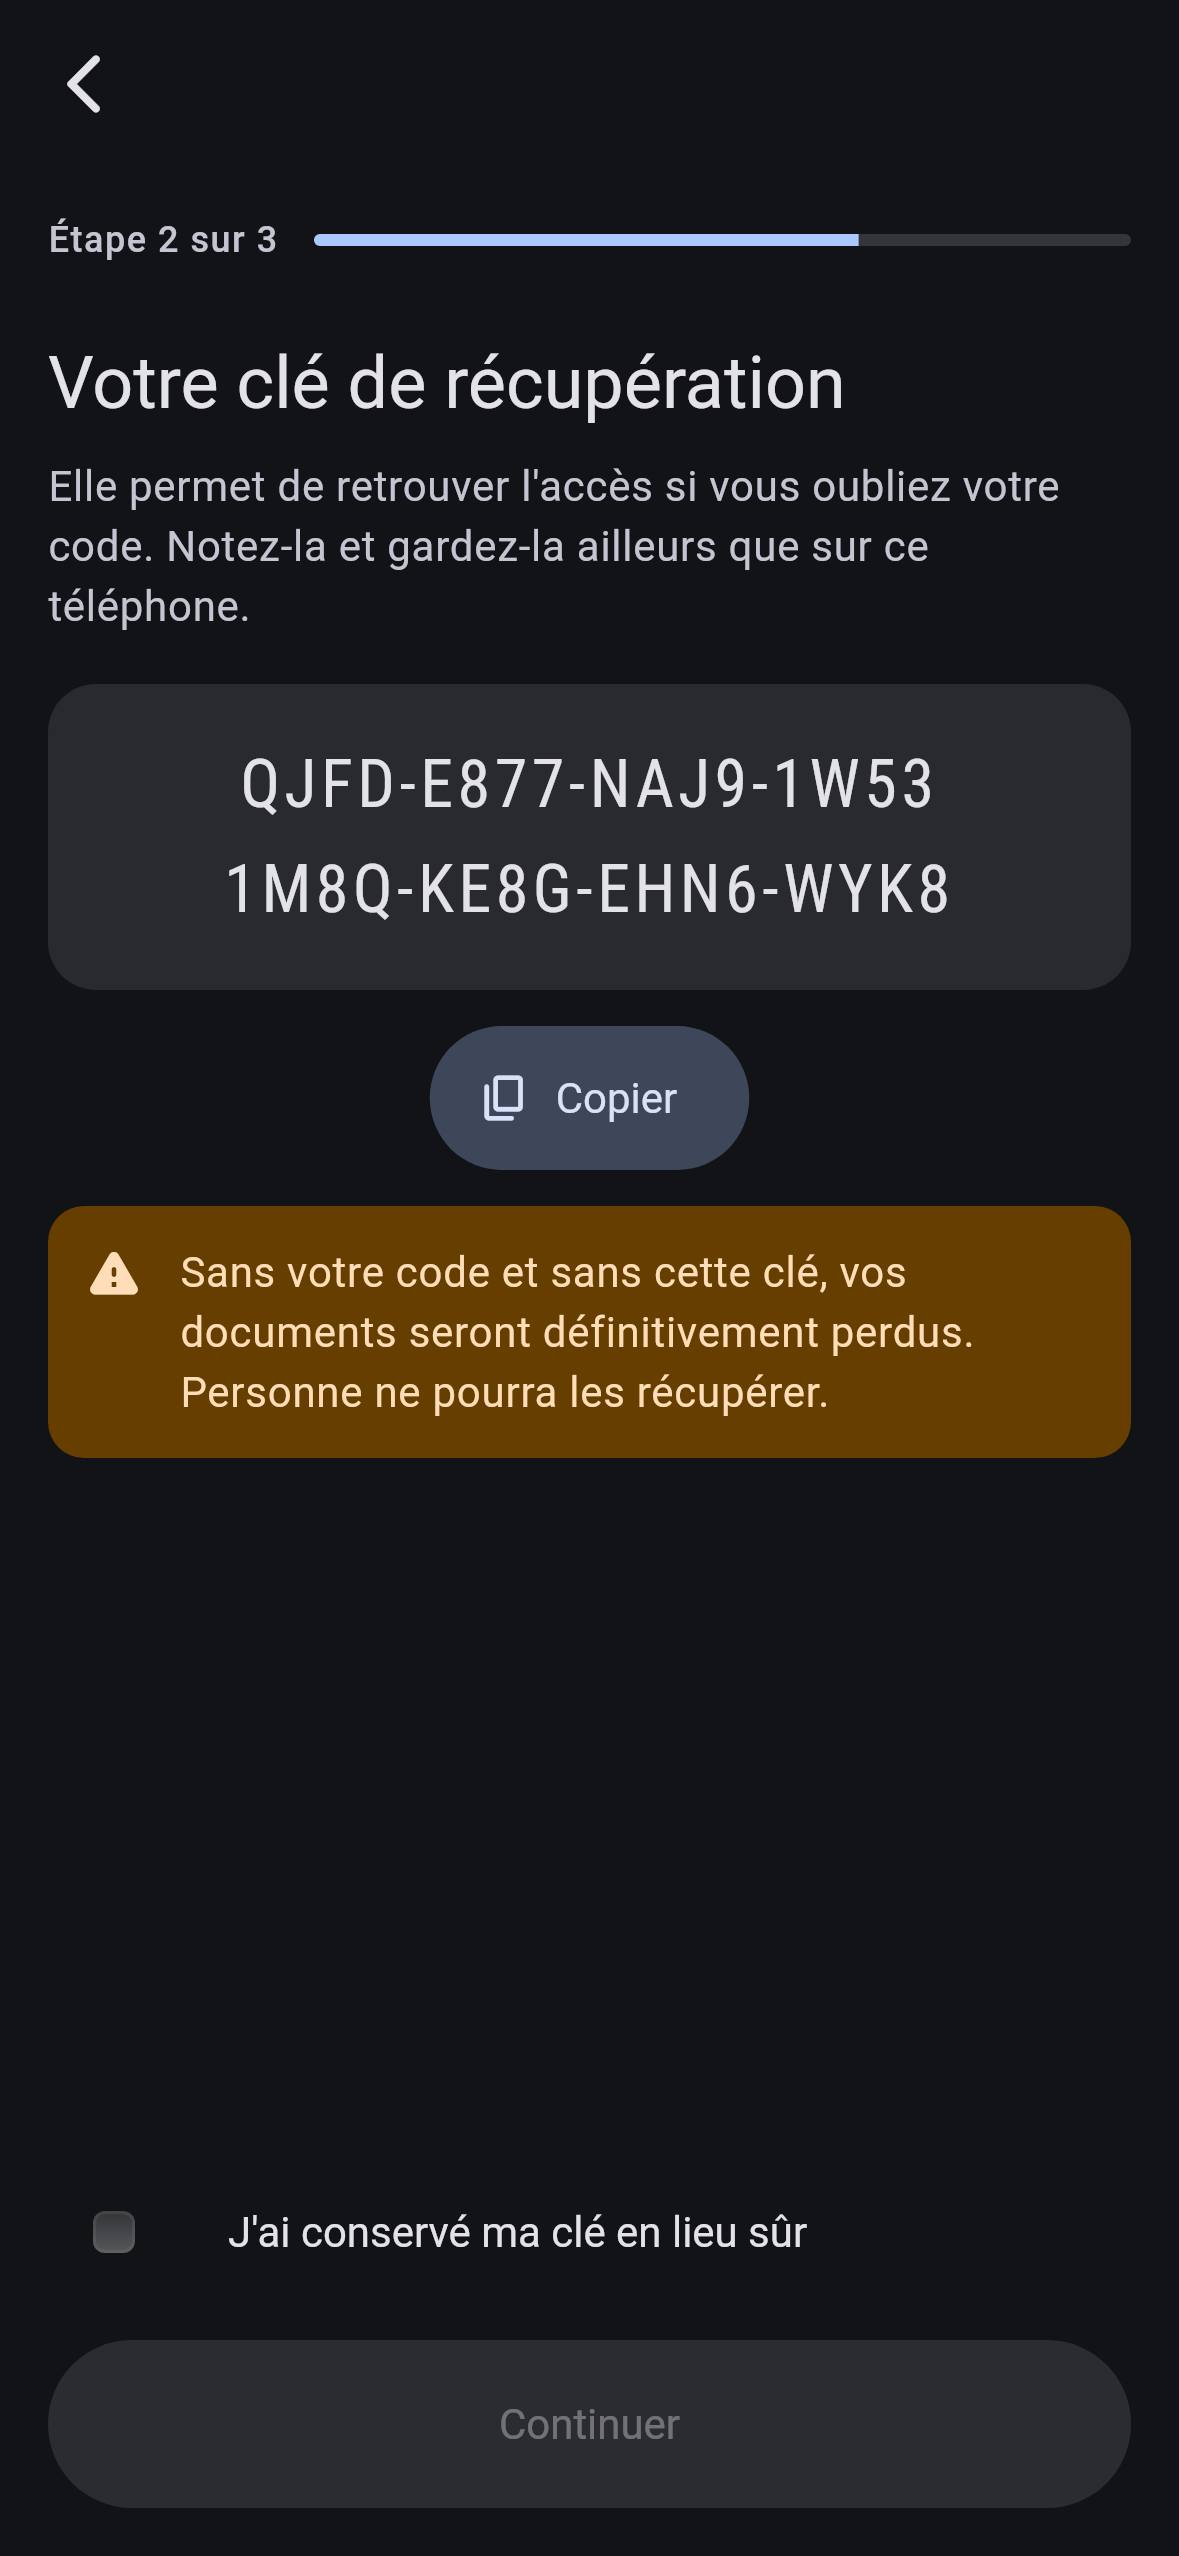 Étape 2 sur 3
Votre clé de récupération
Elle permet de retrouver l'accès si vous oubliez votre
code. Notez-la et gardez-la ailleurs que sur ce
téléphone.
QJFD-E877-NAJ9-1W53
1M8Q-KE8G-EHN6-WYK8
Copier
Sans votre code et sans cette clé, vos
documents seront définitivement perdus.
Personne ne pourra les récupérer.
J'ai conservé ma clé en lieu sûr
Continuer